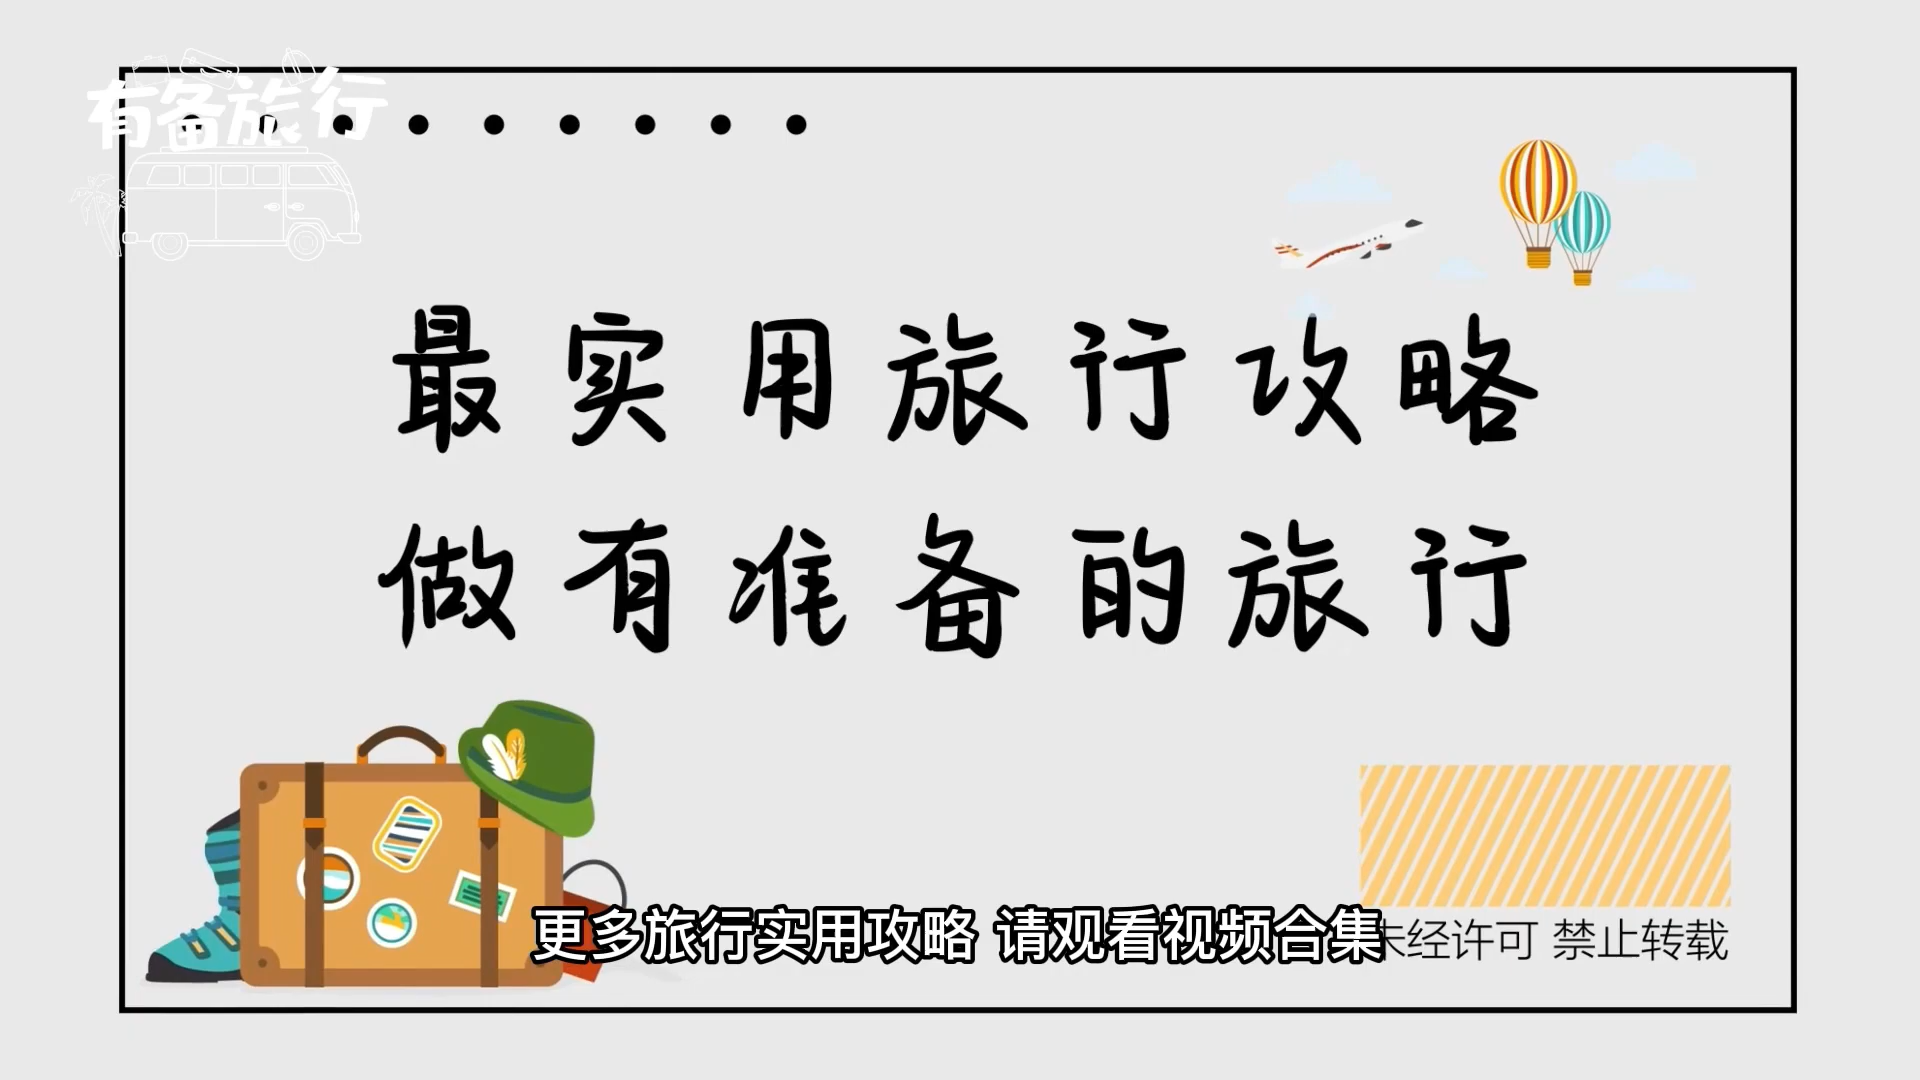 有备旅行
最实用旅行攻略
做有准备的旅行
更多旅行实用攻略 请观看视频合集
未经许可 禁止转载